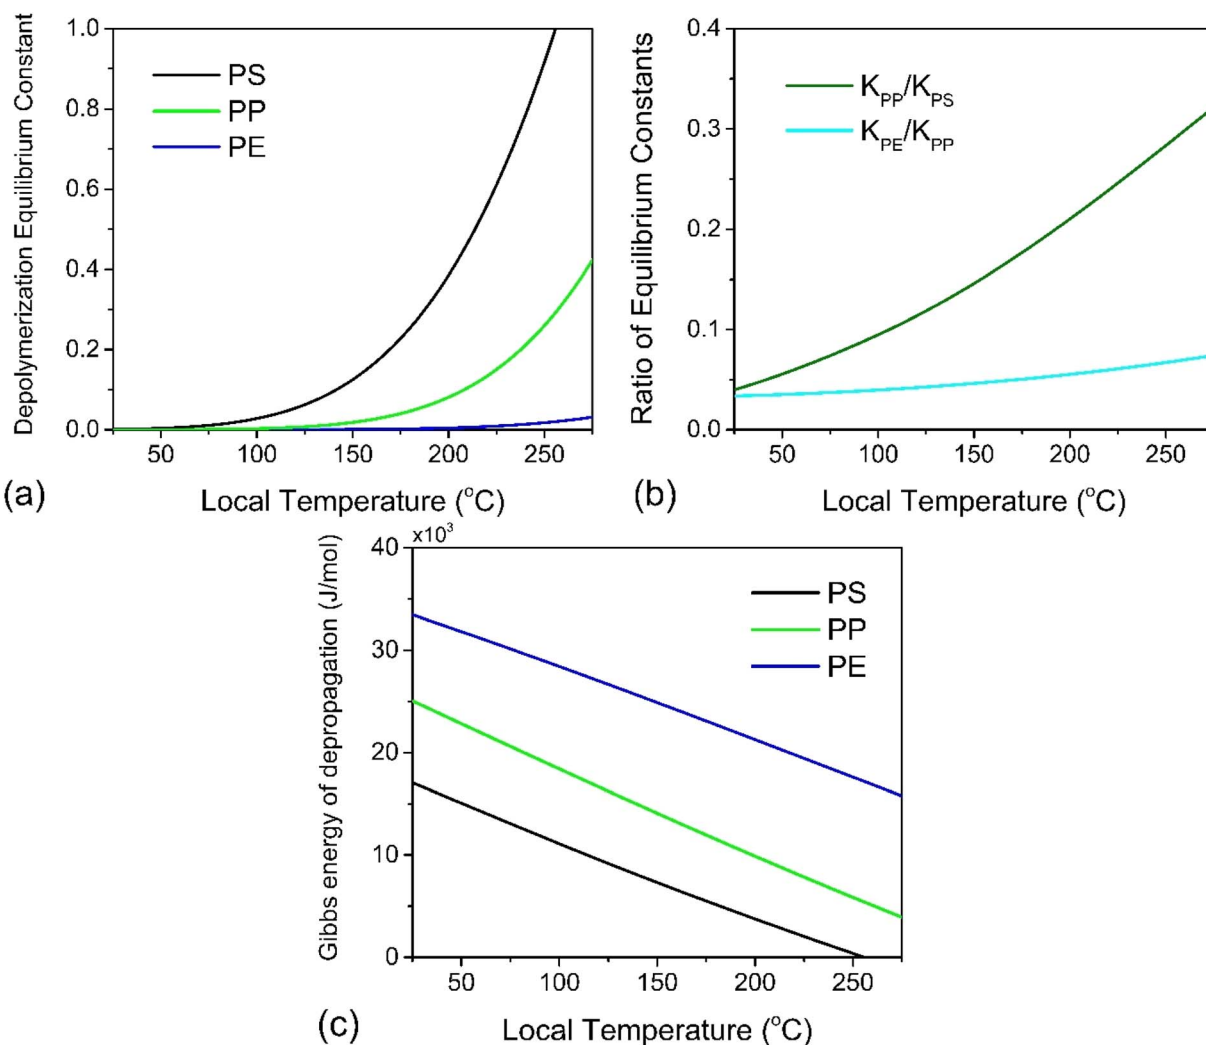 Depolymerization Equilibrium Constant
1.0
0.8
0.6
0.4
0.2
0.0
PS
PP
PE
50 100 150 200 250
Local Temperature (°C)
(a)
Ratio of Equilibrium Constants
0.4
0.3
0.2
0.1
0.0
K_PP/K_PS
K_PE/K_PP
50 100 150 200 250
Local Temperature (°C)
(b)
Gibbs energy of depropagation (J/mol)
x10³
40
30
20
10
0
PS
PP
PE
50 100 150 200 250
Local Temperature (°C)
(c)